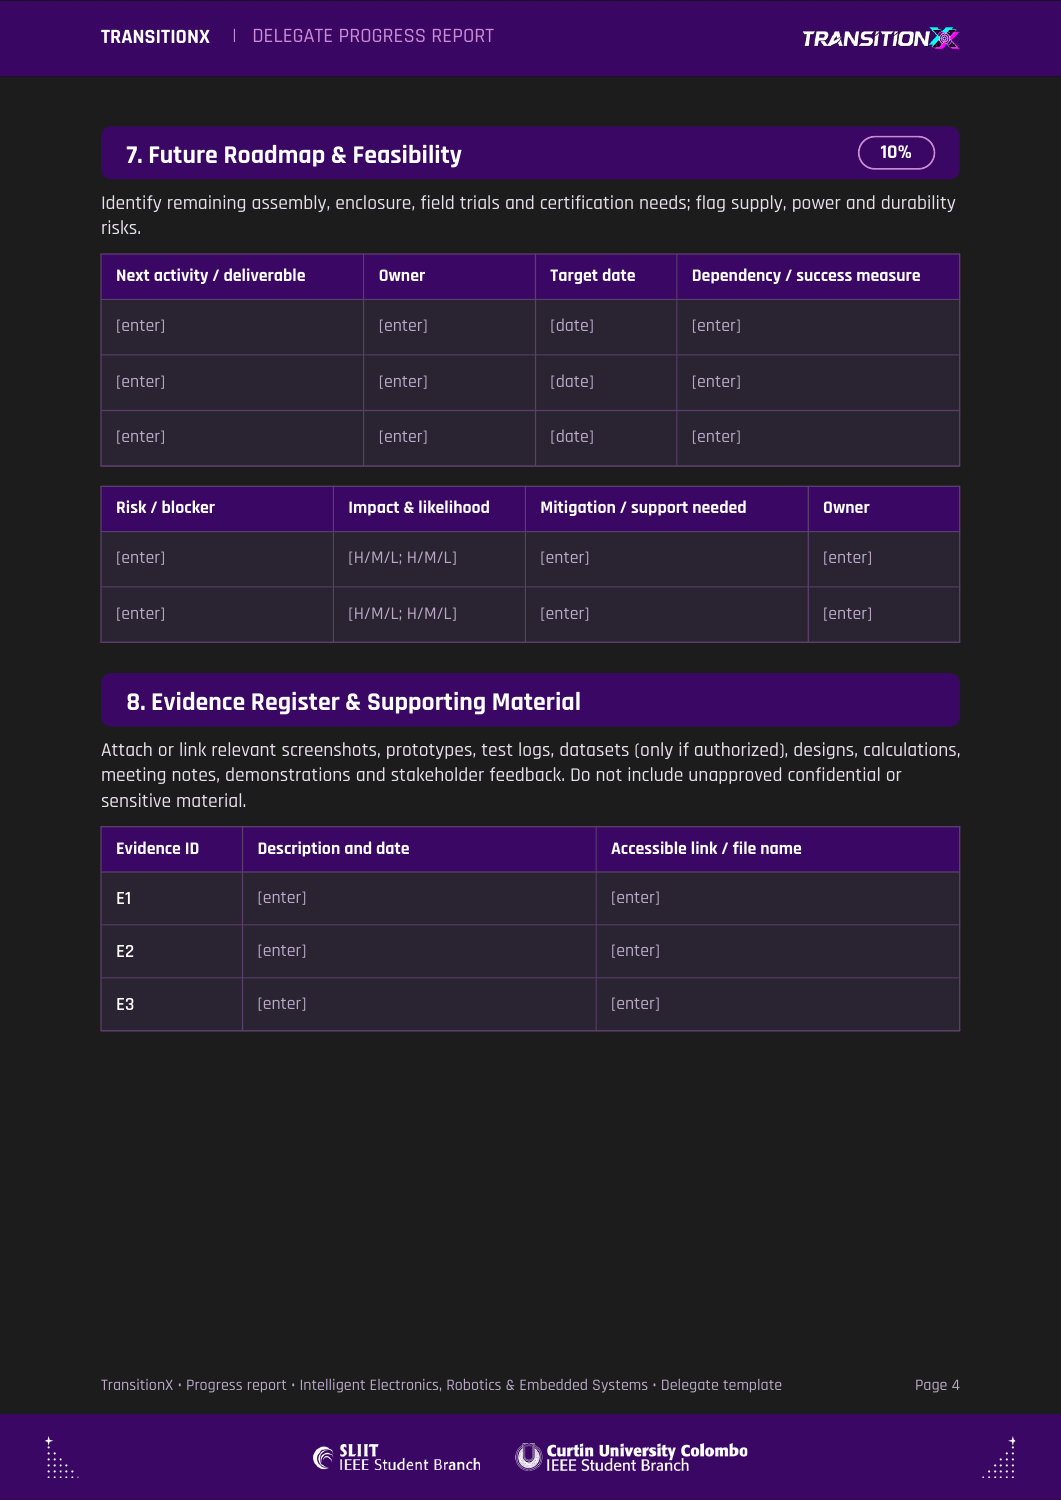 TRANSITIONX | DELEGATE PROGRESS REPORT
TRANSITIONX
7. Future Roadmap & Feasibility
10%
Identify remaining assembly, enclosure, field trials and certification needs; flag supply, power and durability
risks.
Next activity / deliverable Owner Target date Dependency / success measure
[enter] [enter] [date] [enter]
[enter] [enter] [date] [enter]
[enter] [enter] [date] [enter]
Risk / blocker Impact & likelihood Mitigation / support needed Owner
[enter] [H/M/L; H/M/L] [enter] [enter]
[enter] [H/M/L; H/M/L] [enter] [enter]
8. Evidence Register & Supporting Material
Attach or link relevant screenshots, prototypes, test logs, datasets (only if authorized), designs, calculations,
meeting notes, demonstrations and stakeholder feedback. Do not include unapproved confidential or
sensitive material.
Evidence ID Description and date Accessible link / file name
E1 [enter] [enter]
E2 [enter] [enter]
E3 [enter] [enter]
TransitionX • Progress report • Intelligent Electronics, Robotics & Embedded Systems • Delegate template Page 4
SLIIT
IEEE Student Branch
Curtin University Colombo
IEEE Student Branch